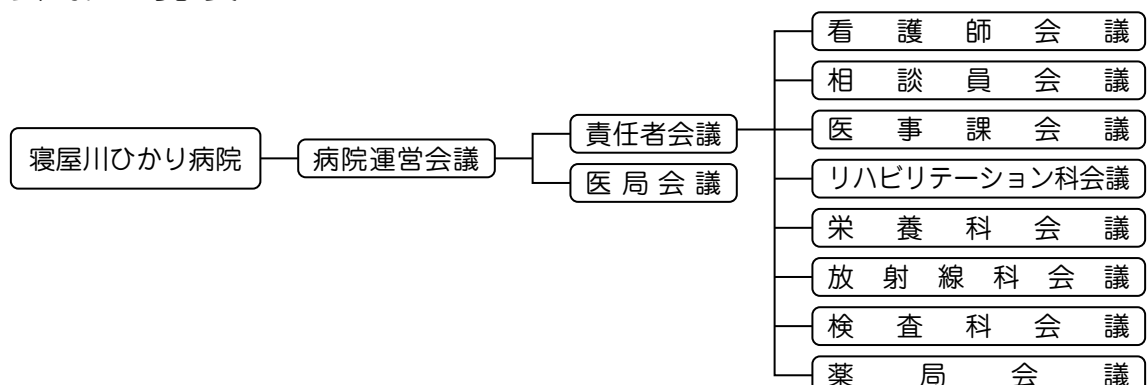 寝屋川ひかり病院
病院運営会議
責任者会議
医局会議
看護師会議
相談員会議
医事課会議
リハビリテーション科会議
栄養科会議
放射線科会議
検査科会議
薬局会議